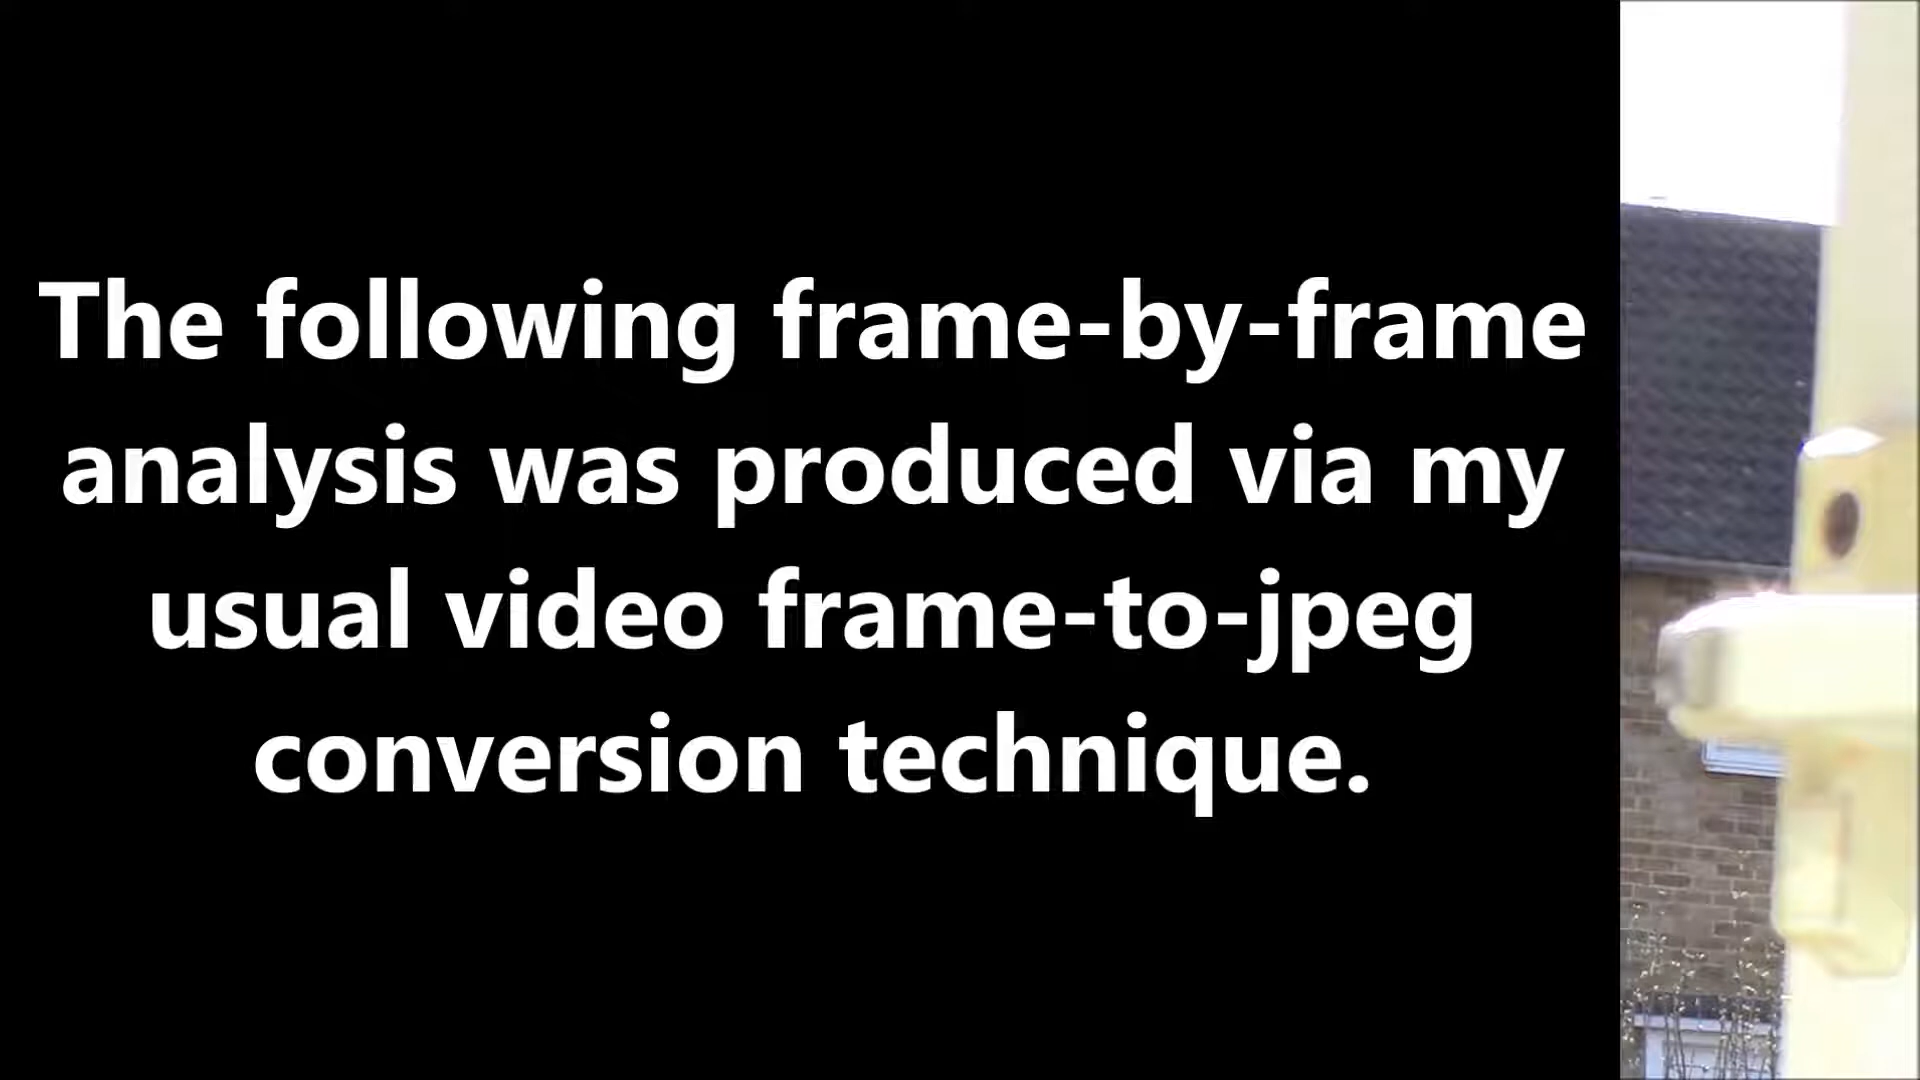 The following frame-by-frame
analysis was produced via my
usual video frame-to-jpeg
conversion technique.